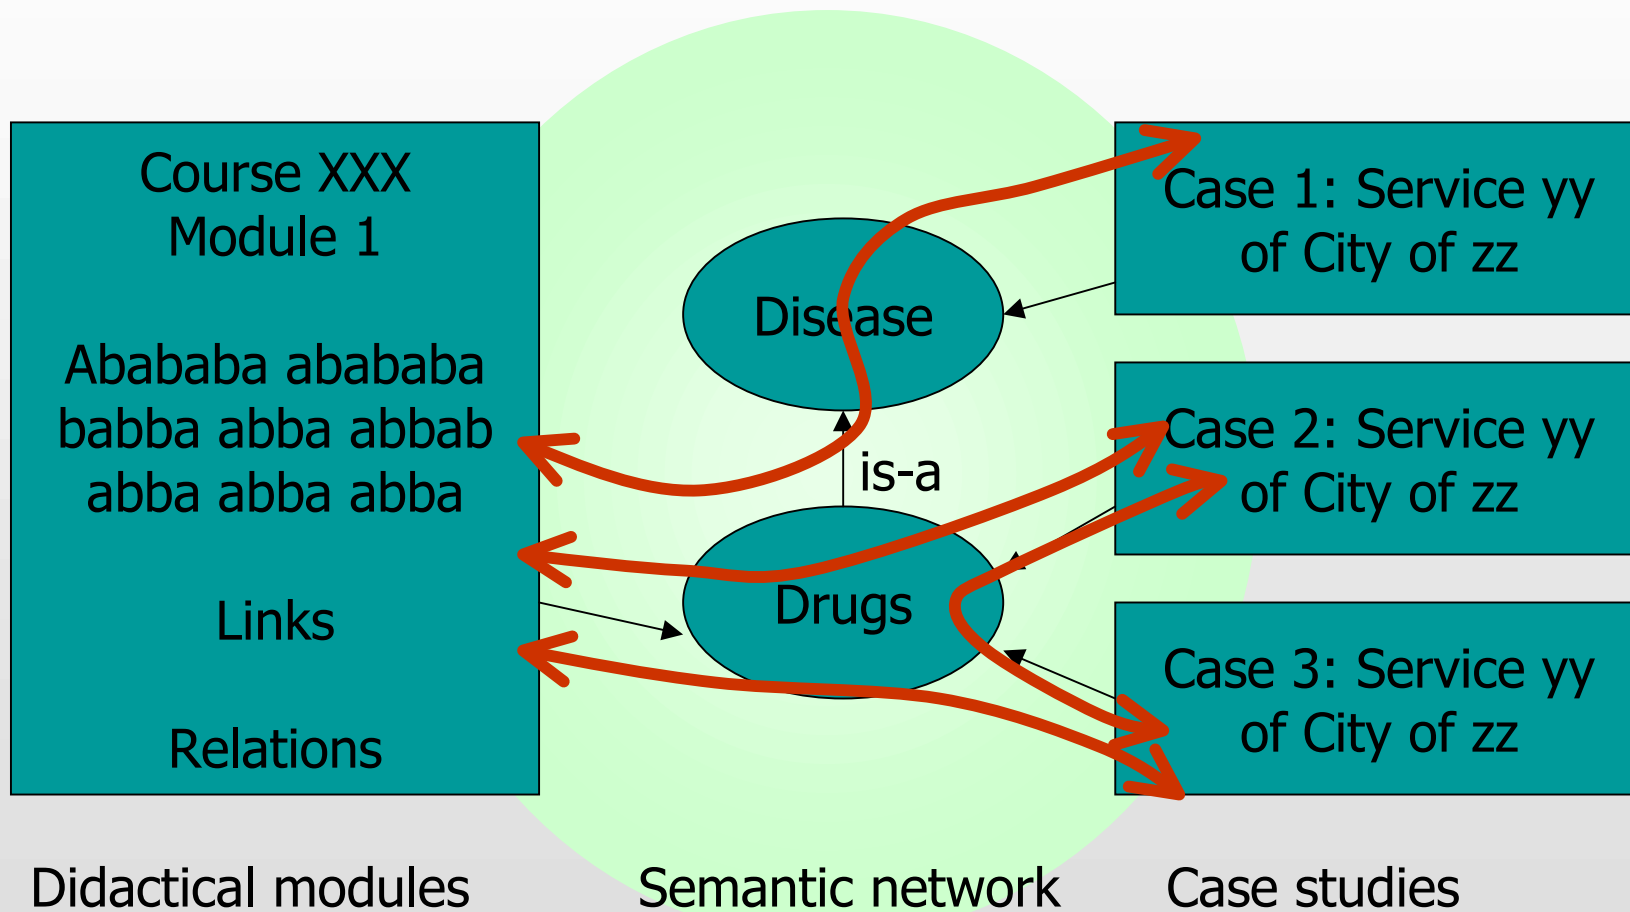 Course XXX
Module 1
Abababa abababa
babba abba abbab
abba abba abba
Links
Relations
Disease
is-a
Drugs
Case 1: Service yy
of City of zz
Case 2: Service yy
of City of zz
Case 3: Service yy
of City of zz
Didactical modules
Semantic network
Case studies